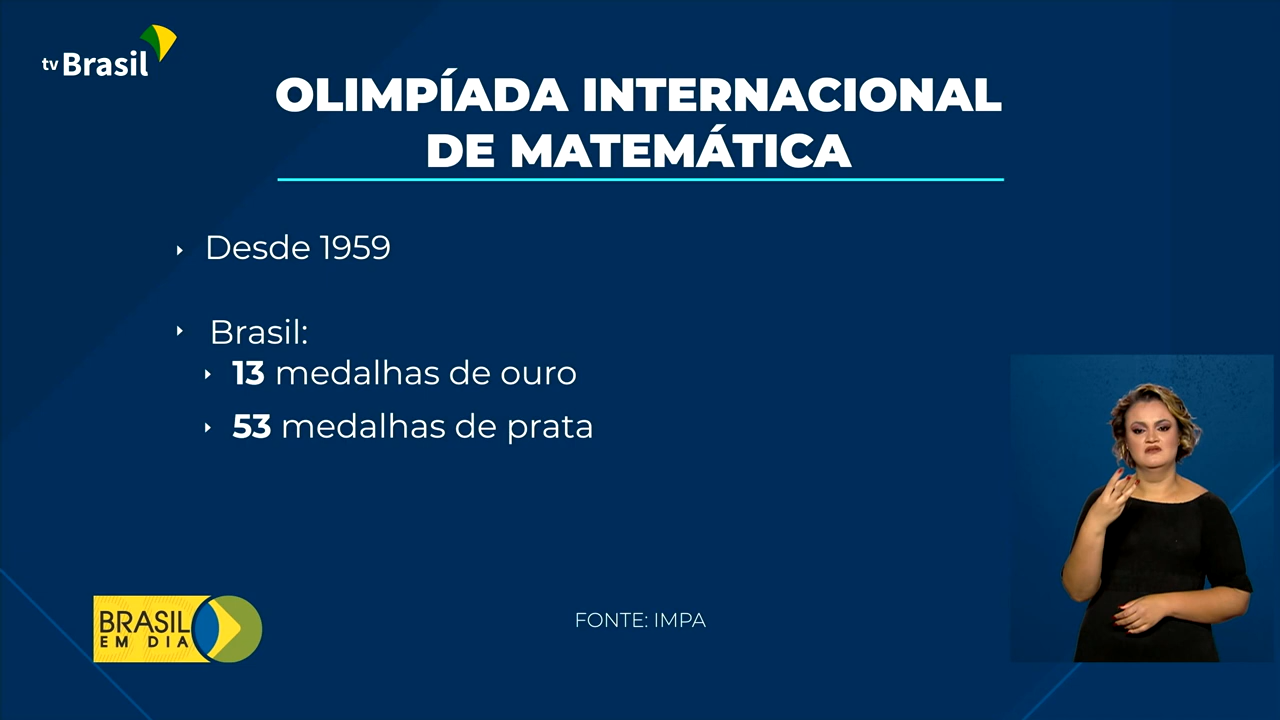 tv Brasil
OLIMPÍADA INTERNACIONAL
DE MATEMÁTICA
Desde 1959
Brasil:
13 medalhas de ouro
53 medalhas de prata
BRASIL
EM DIA
FONTE: IMPA